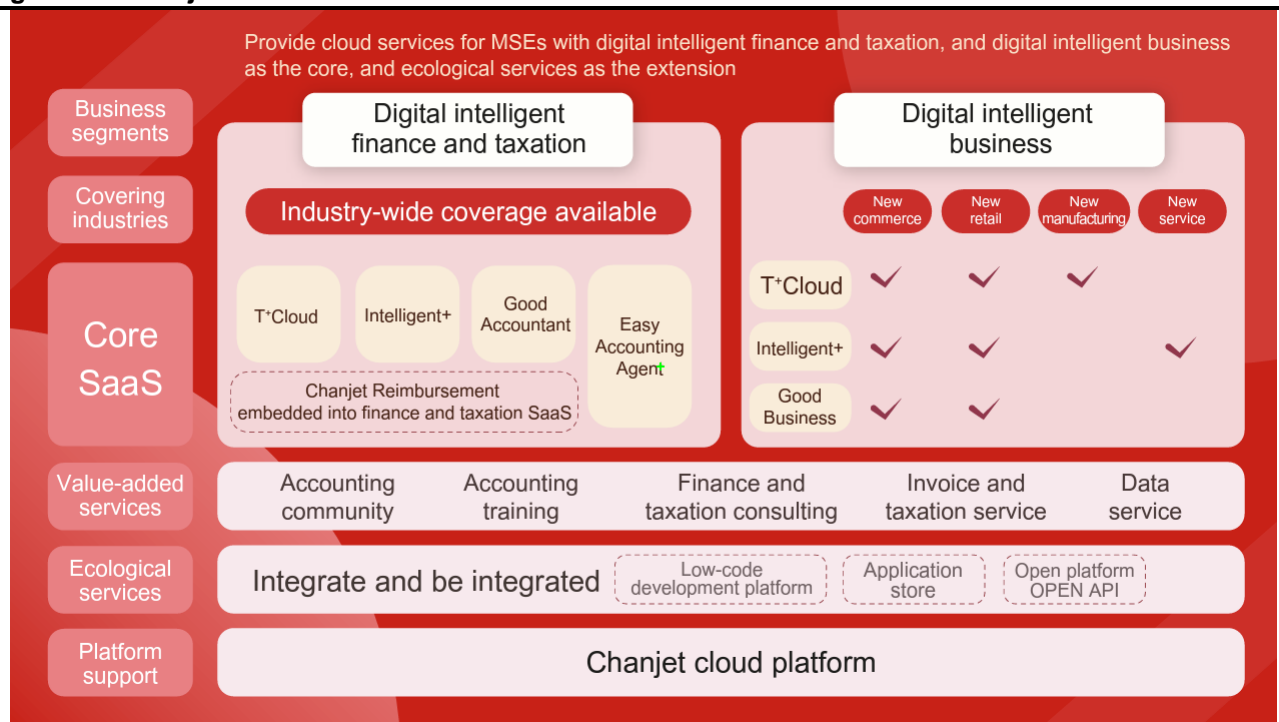 Provide cloud services for MSEs with digital intelligent finance and taxation, and digital intelligent business
as the core, and ecological services as the extension
Business
segments
Digital intelligent
finance and taxation
Digital intelligent
business
Covering
industries
Industry-wide coverage available
New
commerce
New
retail
New
manufacturing
New
service
Core
SaaS
T+Cloud
Intelligent+
Good
Accountant
Easy
Accounting
Agent
Chanjet Reimbursement
embedded into finance and taxation SaaS
T+Cloud
Intelligent+
Good
Business
Value-added
services
Accounting
community
Accounting
training
Finance and
taxation consulting
Invoice and
taxation service
Data
service
Ecological
services
Integrate and be integrated
Low-code
development platform
Application
store
Open platform
OPEN API
Platform
support
Chanjet cloud platform